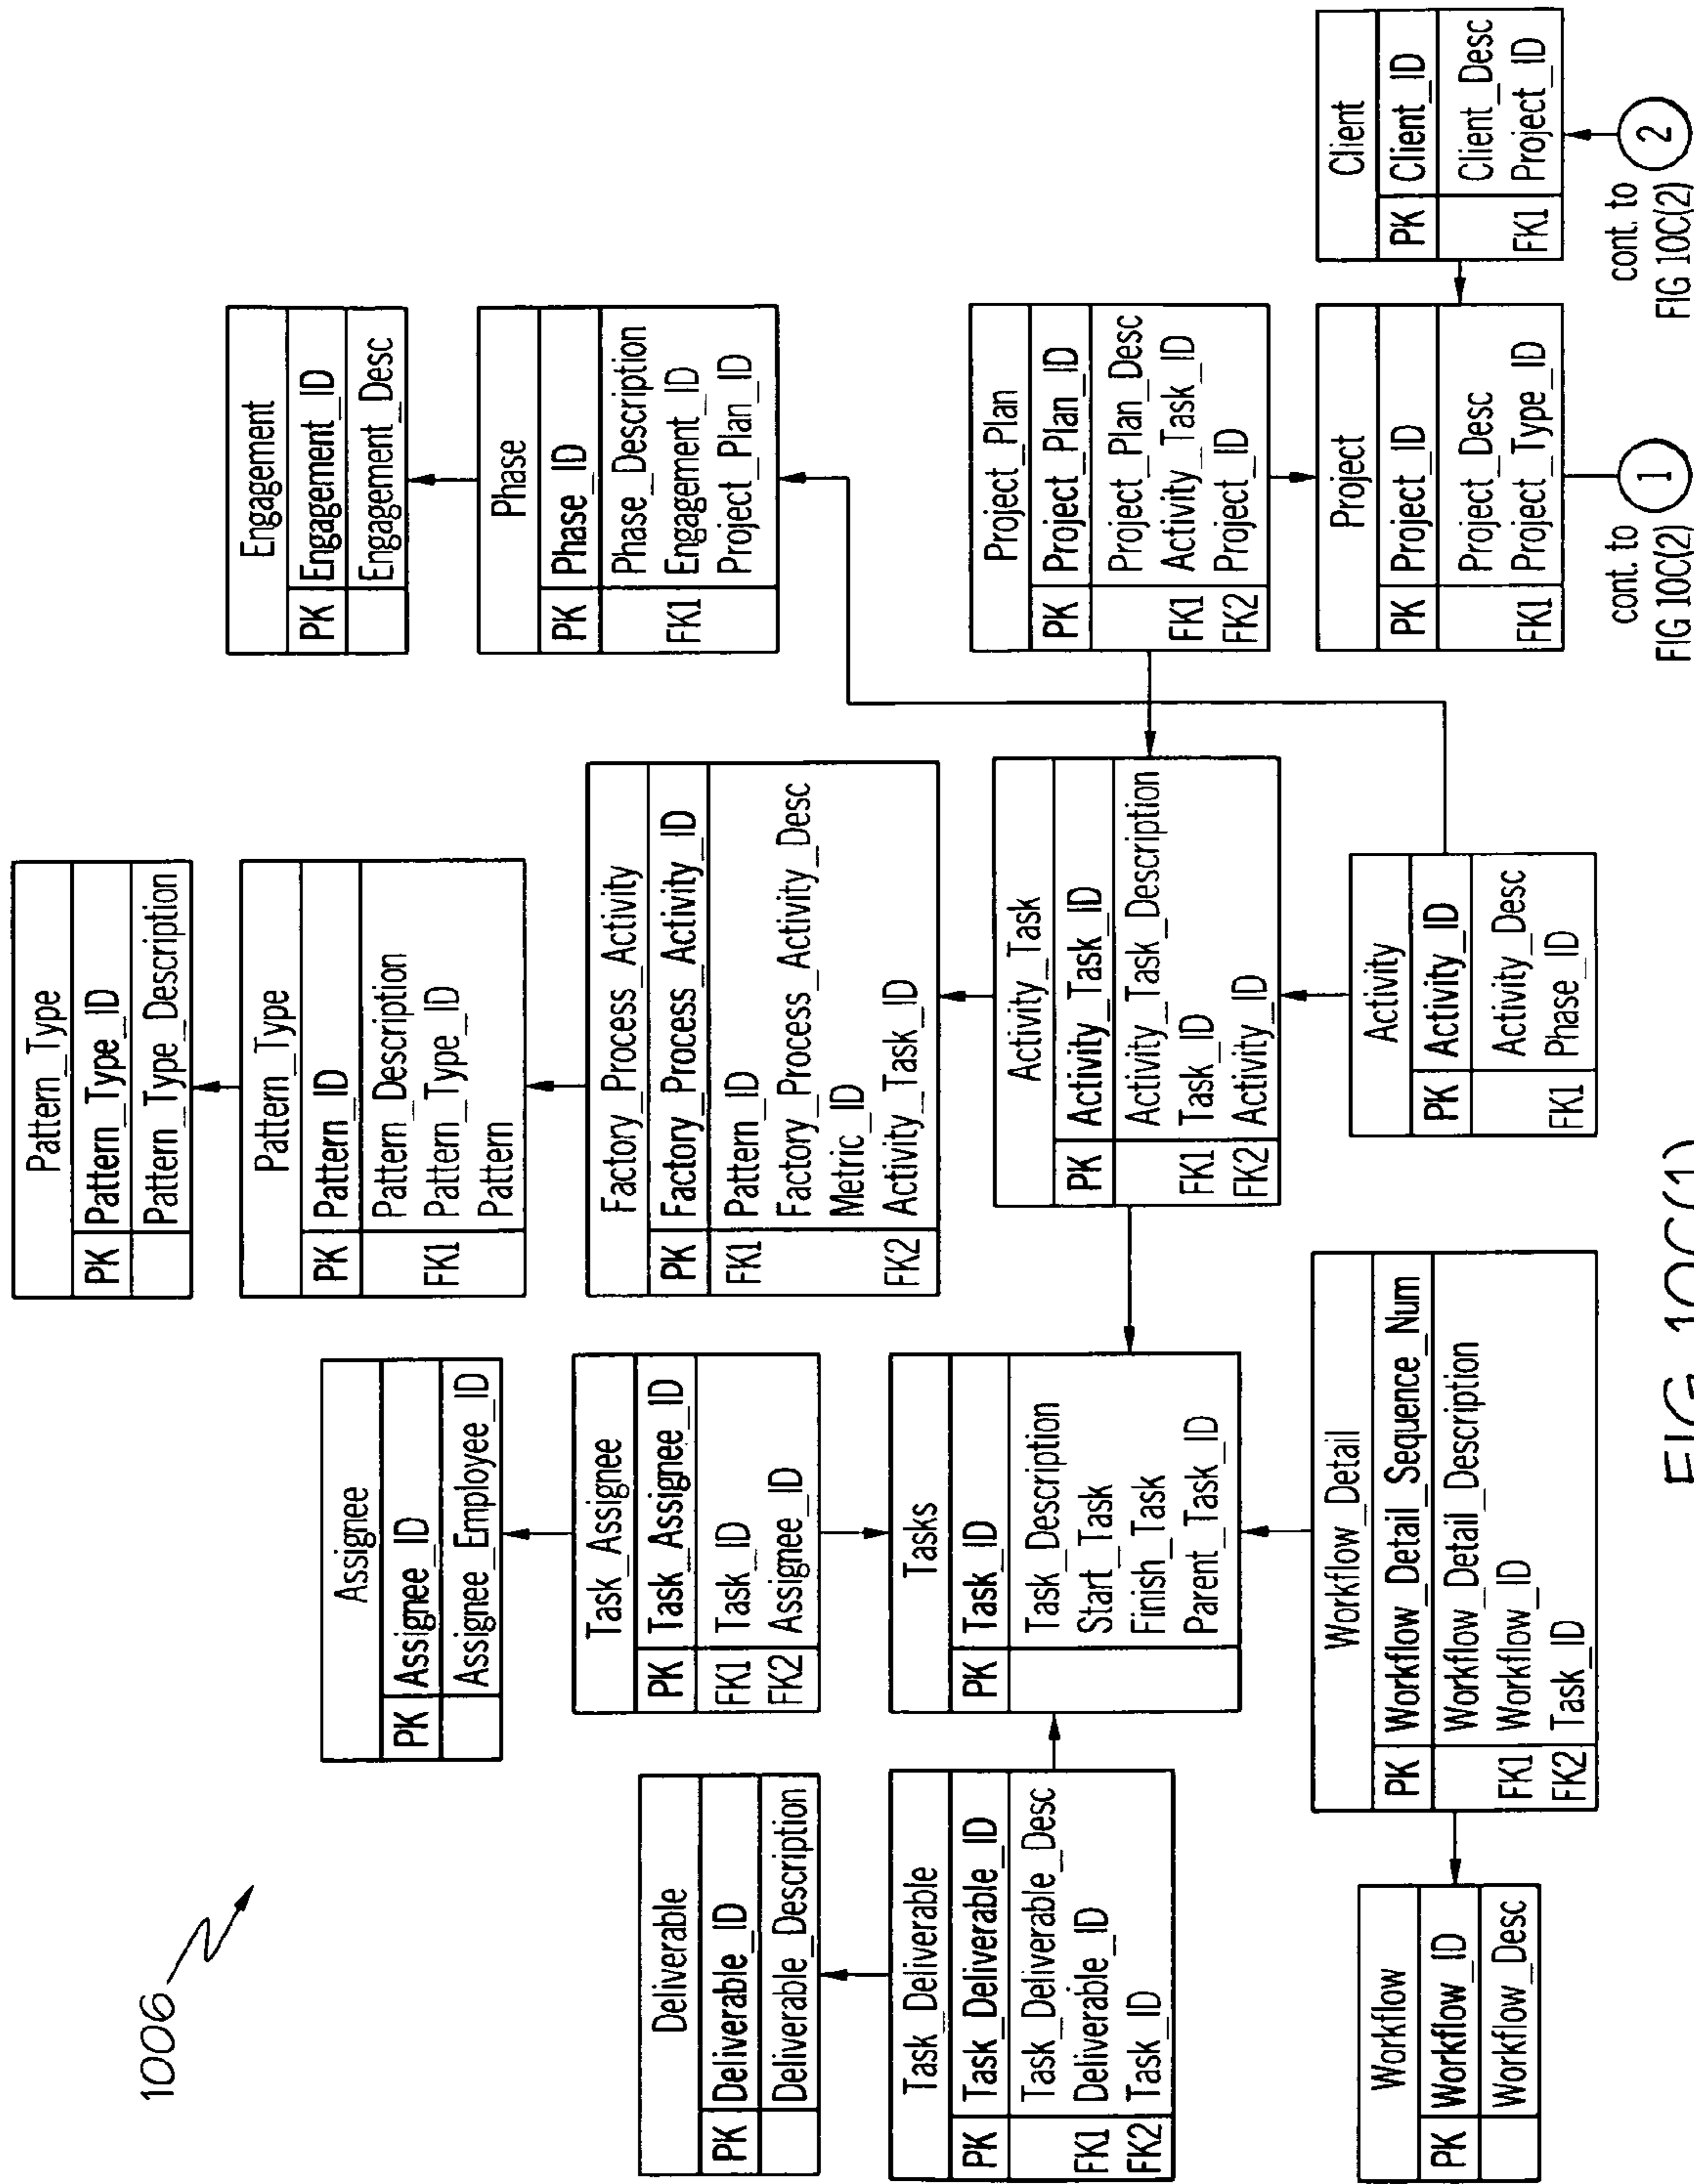 1006
Pattern_Type
PK Pattern_Type_ID
Pattern_Type_Description
Pattern_Type
PK Pattern_ID
Pattern_Description
FK1 Pattern_Type_ID
Pattern
Engagement
PK Engagement_ID
Engagement_Desc
Assignee
PK Assignee_ID
Assignee_Employee_ID
Phase
PK Phase_ID
Phase_Description
FK1 Engagement_ID
Project_Plan_ID
Factory_Process_Activity
PK Factory_Process_Activity_ID
FK1 Pattern_ID
Factory_Process_Activity_Desc
Metric_ID
FK2 Activity_Task_ID
Task_Assignee
PK Task_Assignee_ID
FK1 Task_ID
FK2 Assignee_ID
Deliverable
PK Deliverable_ID
Deliverable_Description
Task_Deliverable
PK Task_Deliverable_ID
Task_Deliverable_Desc
FK1 Deliverable_ID
FK2 Task_ID
Tasks
PK Task_ID
Task_Description
Start_Task
Finish_Task
Parent_Task_ID
Activity_Task
PK Activity_Task_ID
Activity_Task_Description
FK1 Task_ID
FK2 Activity_ID
Project_Plan
PK Project_Plan_ID
Project_Plan_Desc
FK1 Activity_Task_ID
FK2 Project_ID
Workflow
PK Workflow_ID
Workflow_Desc
Workflow_Detail
PK Workflow_Detail_Sequence_Num
Workflow_Detail_Description
FK1 Workflow_ID
FK2 Task_ID
Activity
PK Activity_ID
Activity_Desc
FK1 Phase_ID
Project
PK Project_ID
Project_Desc
FK1 Project_Type_ID
Client
PK Client_ID
Client_Desc
FK1 Project_ID
cont. to
FIG 10C(2)
1
cont. to
FIG 10C(2)
2
FIG. 10C(1)